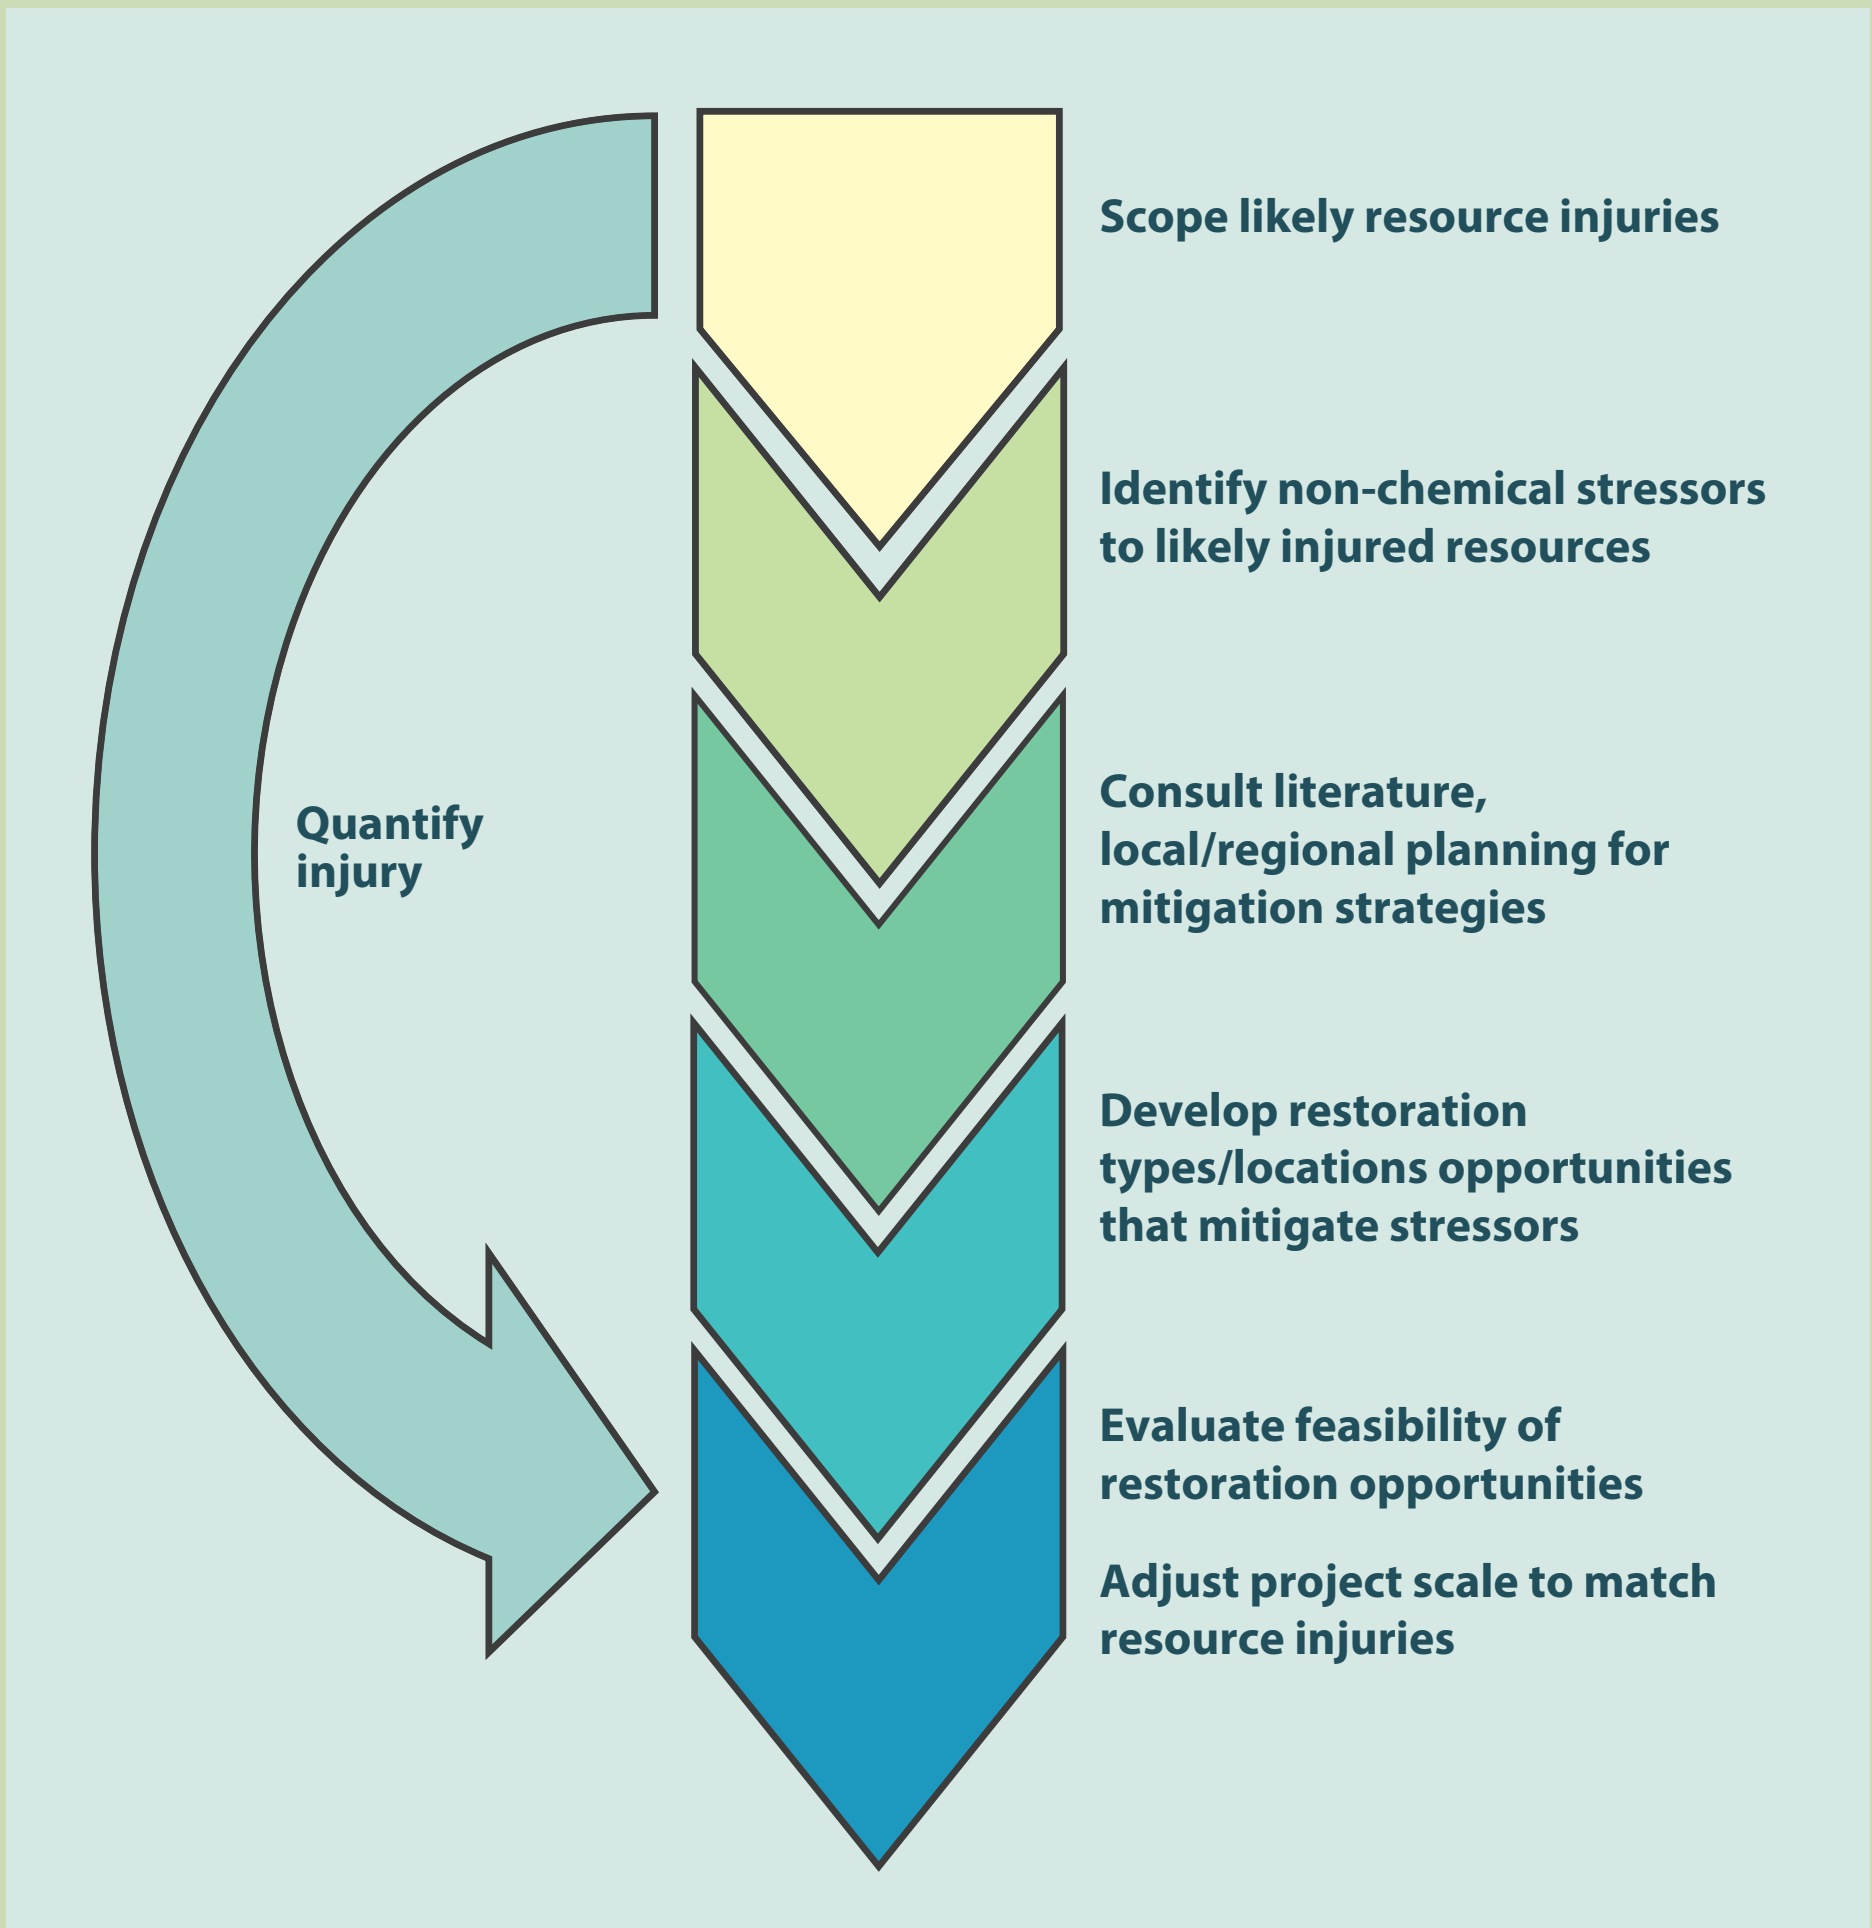 Scope likely resource injuries
Identify non-chemical stressors
to likely injured resources
Quantify
injury
Consult literature,
local/regional planning for
mitigation strategies
Develop restoration
types/locations opportunities
that mitigate stressors
Evaluate feasibility of
restoration opportunities
Adjust project scale to match
resource injuries